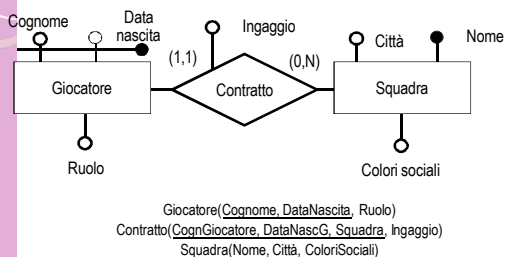 Cognome
Data
nascita
Ingaggio
Città
Nome
(1,1)
(0,N)
Giocatore
Contratto
Squadra
Ruolo
Colori sociali
Giocatore(Cognome, DataNascita, Ruolo)
Contratto(CognGiocatore, DataNascG, Squadra, Ingaggio)
Squadra(Nome, Città, ColoriSociali)